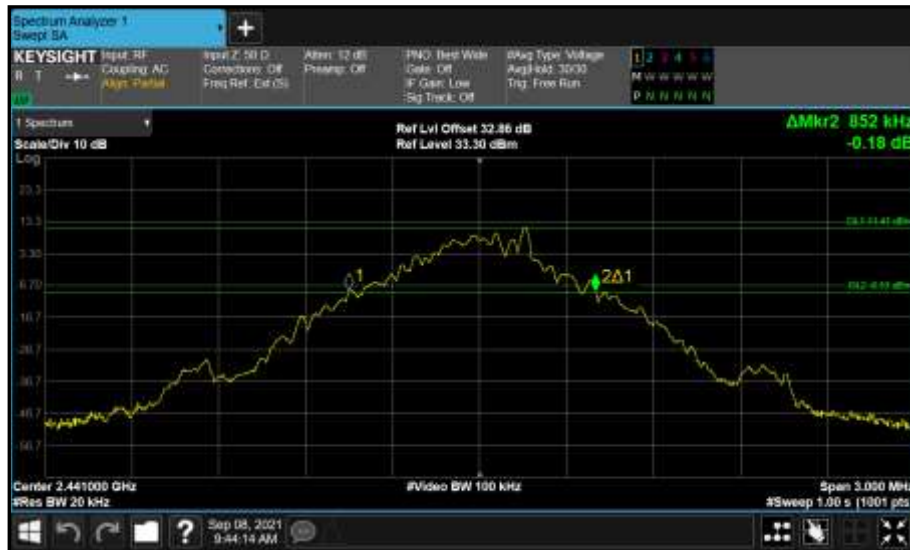 Spectrum Analyzer 1
Swept SA
+
KEYSIGHT
R T
Input: RF
Coupling: AC
Align: Partial
Input Z: 50 Ω
Corrections: Off
Freq Ref: Ext (S)
Atten: 12 dB
Preamp: Off
PNO: Best Wide
Gate: Off
IF Gain: Low
Sig Track: Off
#Avg Type: Voltage
Avg|Hold: 30/30
Trig: Free Run
1 2 3 4 5 6
M W W W W W
P N N N N N
1 Spectrum
Scale/Div 10 dB
Ref Lvl Offset 32.86 dB
Ref Level 33.30 dBm
ΔMkr2 852 kHz
-0.18 dB
Log
23.3
13.3
3.30
-6.70
-16.7
-26.7
-36.7
-46.7
-56.7
1
2Δ1
Center 2.441000 GHz
#Video BW 100 kHz
Span 3.000 MHz
#Res BW 20 kHz
#Sweep 1.00 s (1001 pts
?
Sep 08, 2021
9:44:14 AM